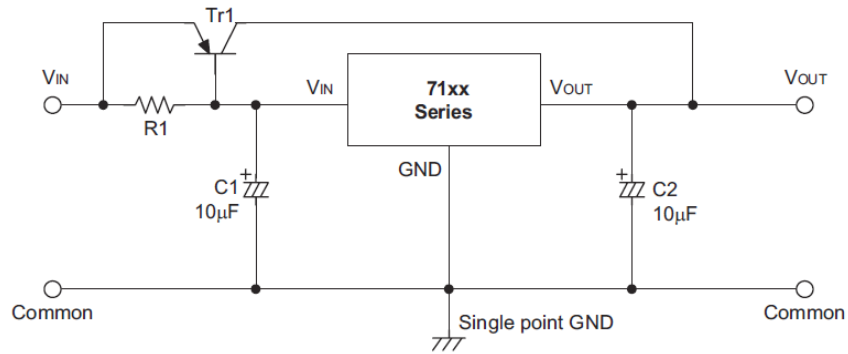 Tr1
VIN
R1
VIN
71xx
Series
VOUT
VOUT
GND
C1
10μF
+
+
C2
10μF
Common
Single point GND
Common